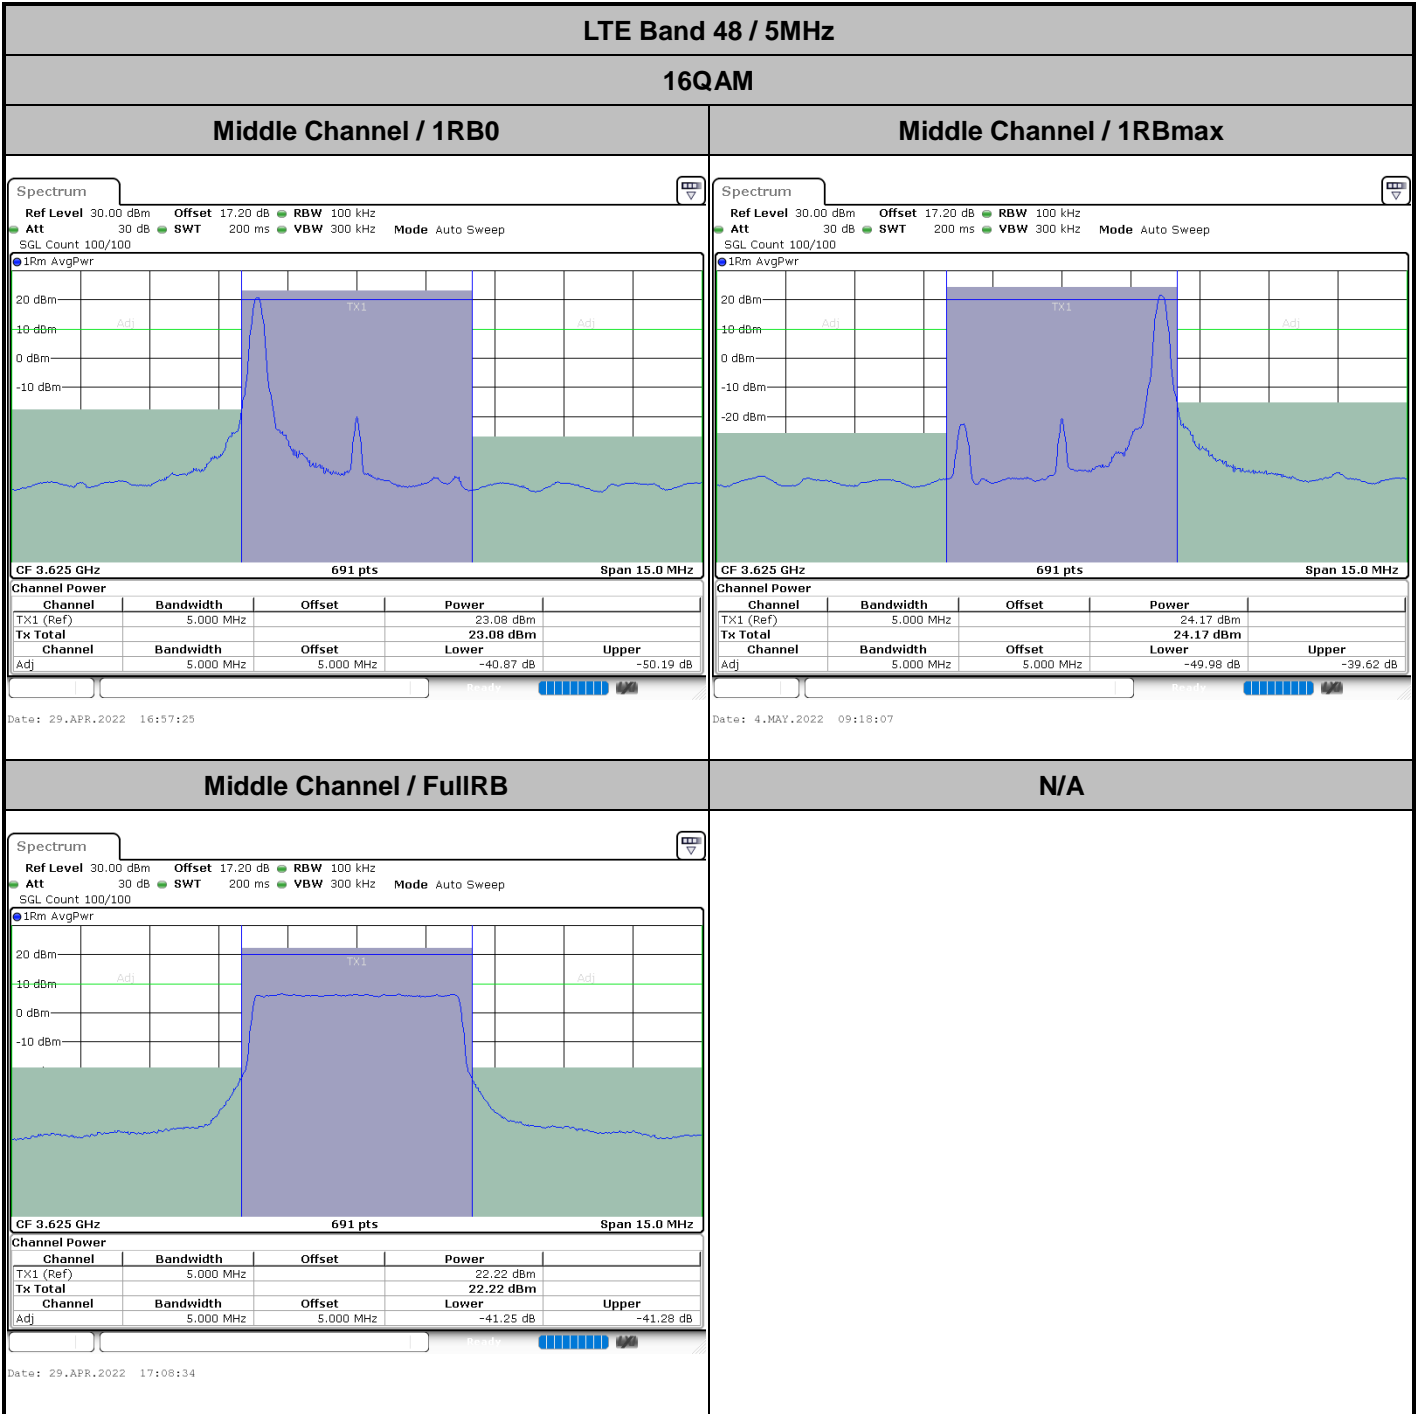 LTE Band 48 / 5MHz
16QAM
Middle Channel / 1RB0
Middle Channel / 1RBmax
Spectrum
Ref Level 30.00 dBm Offset 17.20 dB RBW 100 kHz
Att 30 dB SWT 200 ms VBW 300 kHz Mode Auto Sweep
SGL Count 100/100
1Rm AvgPwr
20 dBm
10 dBm
0 dBm
-10 dBm
Adj
TX1
Adj
CF 3.625 GHz 691 pts Span 15.0 MHz
Channel Power
Channel Bandwidth Offset Power
TX1 (Ref) 5.000 MHz 23.08 dBm
Tx Total 23.08 dBm
Channel Bandwidth Offset Lower Upper
Adj 5.000 MHz 5.000 MHz -40.87 dB -50.19 dB
Ready
Date: 29.APR.2022 16:57:25
Spectrum
Ref Level 30.00 dBm Offset 17.20 dB RBW 100 kHz
Att 30 dB SWT 200 ms VBW 300 kHz Mode Auto Sweep
SGL Count 100/100
1Rm AvgPwr
20 dBm
10 dBm
0 dBm
-10 dBm
-20 dBm
Adj
TX1
Adj
CF 3.625 GHz 691 pts Span 15.0 MHz
Channel Power
Channel Bandwidth Offset Power
TX1 (Ref) 5.000 MHz 24.17 dBm
Tx Total 24.17 dBm
Channel Bandwidth Offset Lower Upper
Adj 5.000 MHz 5.000 MHz -49.98 dB -39.62 dB
Ready
Date: 4.MAY.2022 09:18:07
Middle Channel / FullRB
N/A
Spectrum
Ref Level 30.00 dBm Offset 17.20 dB RBW 100 kHz
Att 30 dB SWT 200 ms VBW 300 kHz Mode Auto Sweep
SGL Count 100/100
1Rm AvgPwr
20 dBm
10 dBm
0 dBm
-10 dBm
Adj
TX1
Adj
CF 3.625 GHz 691 pts Span 15.0 MHz
Channel Power
Channel Bandwidth Offset Power
TX1 (Ref) 5.000 MHz 22.22 dBm
Tx Total 22.22 dBm
Channel Bandwidth Offset Lower Upper
Adj 5.000 MHz 5.000 MHz -41.25 dB -41.28 dB
Ready
Date: 29.APR.2022 17:08:34